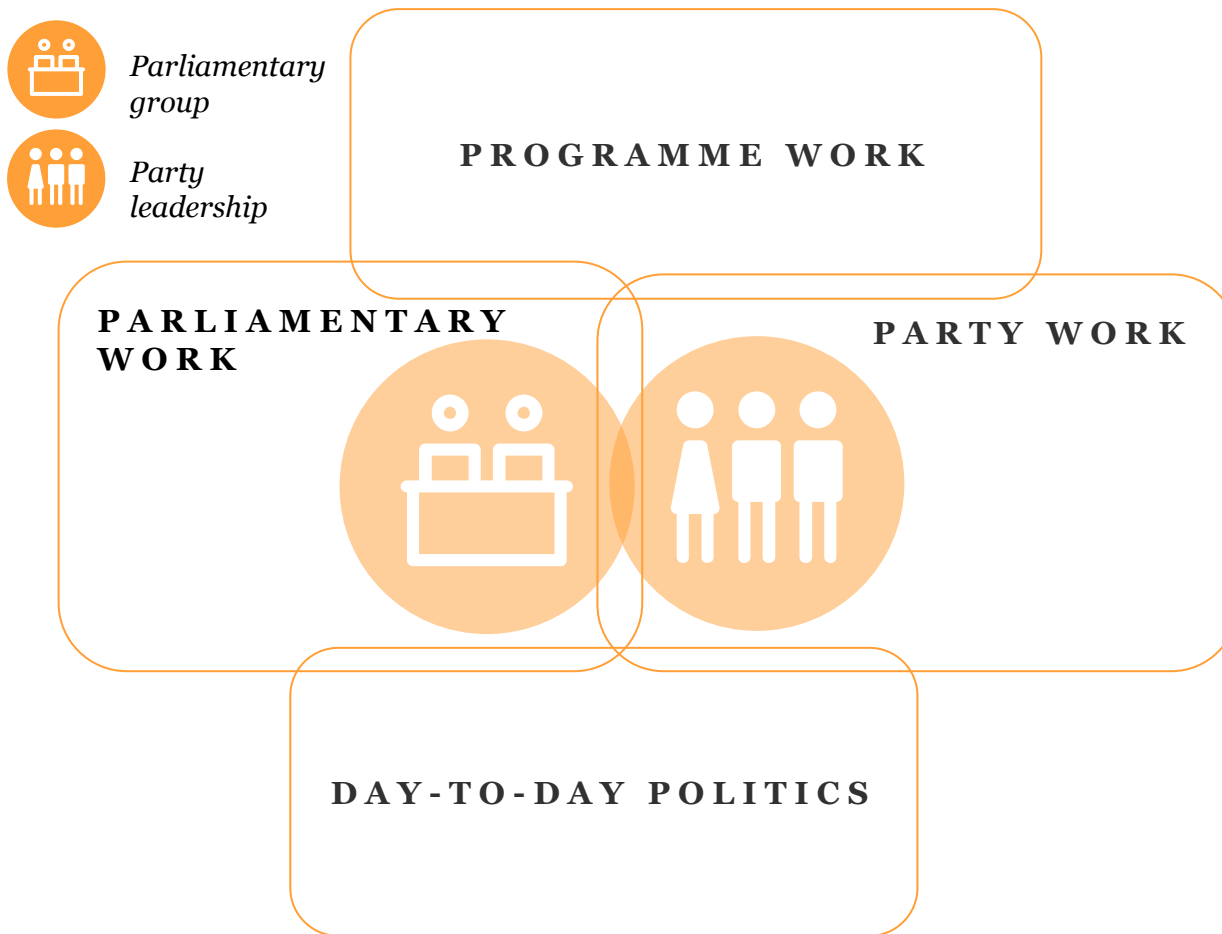 Parliamentary
group
Party
leadership
PROGRAMME WORK
PARLIAMENTARY
WORK
PARTY WORK
DAY-TO-DAY POLITICS